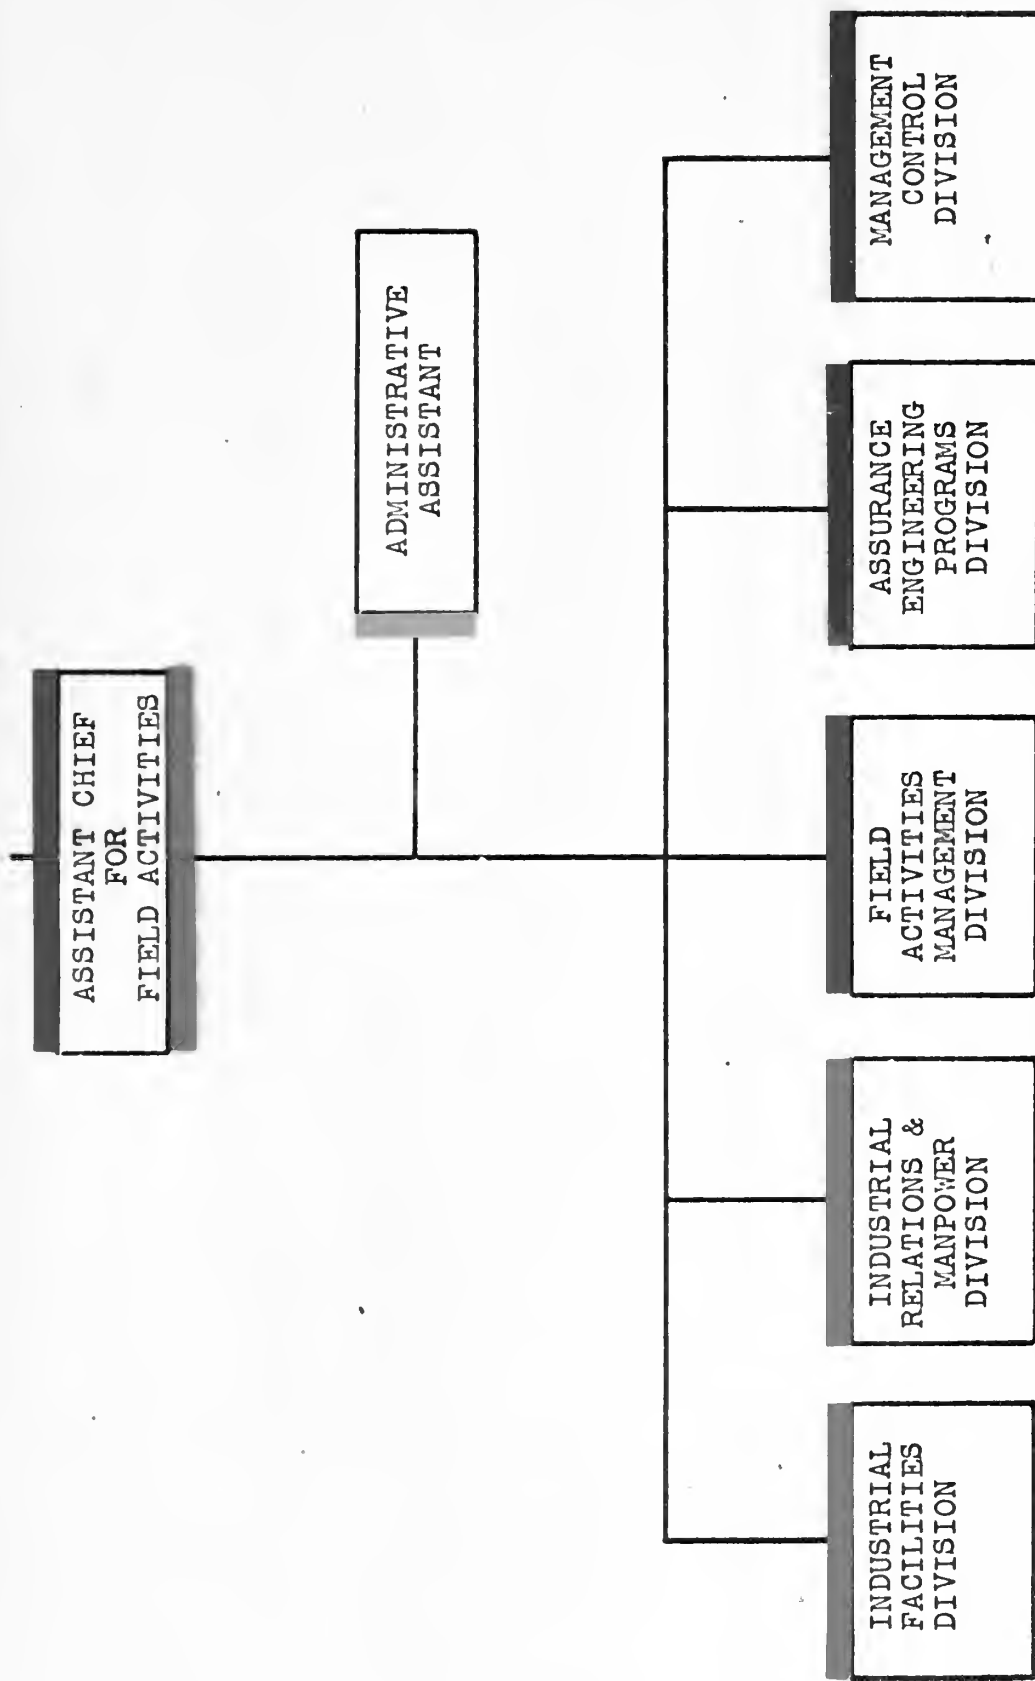 ASSISTANT CHIEF
FOR
FIELD ACTIVITIES
ADMINISTRATIVE
ASSISTANT
INDUSTRIAL
FACILITIES
DIVISION
INDUSTRIAL
RELATIONS &
MANPOWER
DIVISION
FIELD
ACTIVITIES
MANAGEMENT
DIVISION
ASSURANCE
ENGINEERING
PROGRAMS
DIVISION
MANAGEMENT
CONTROL
DIVISION